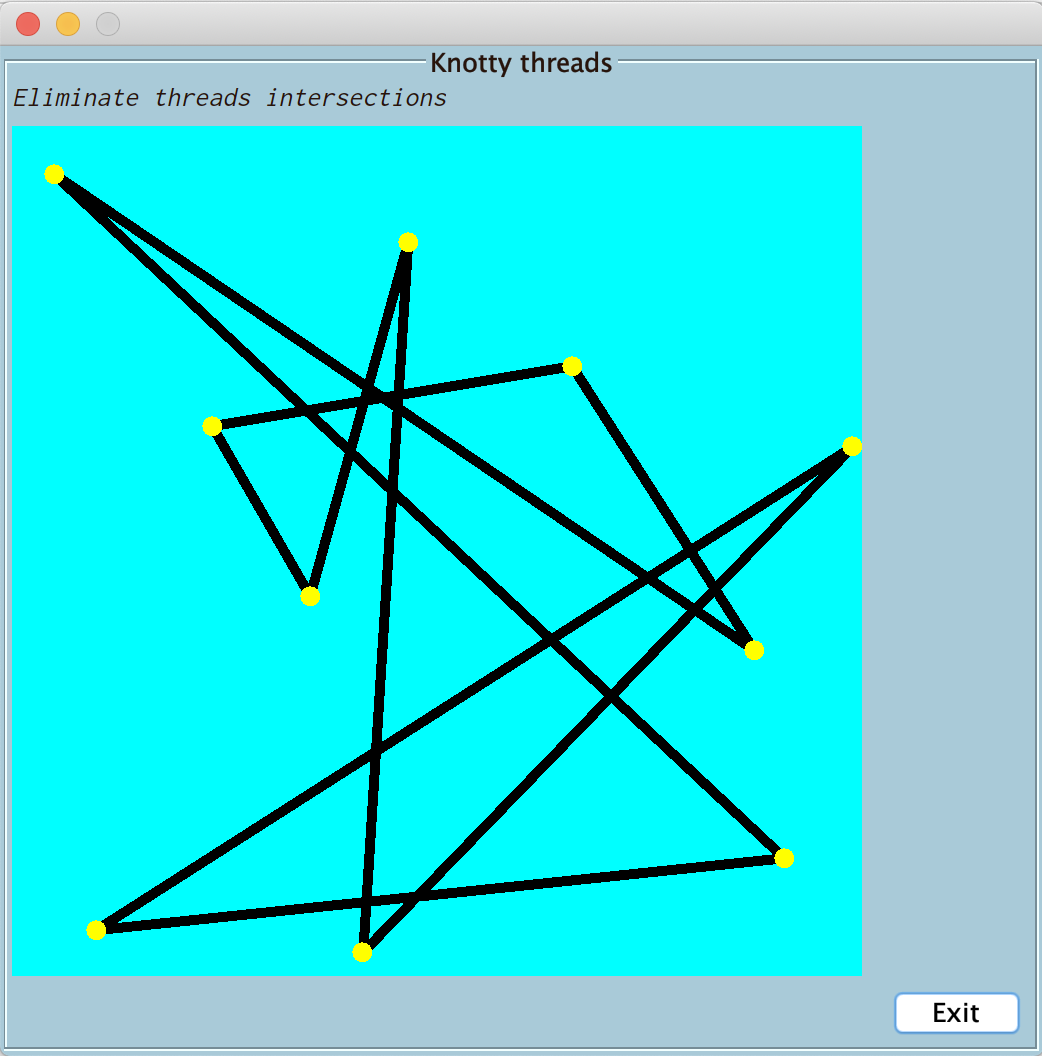 Knotty threads
Eliminate threads intersections
Exit